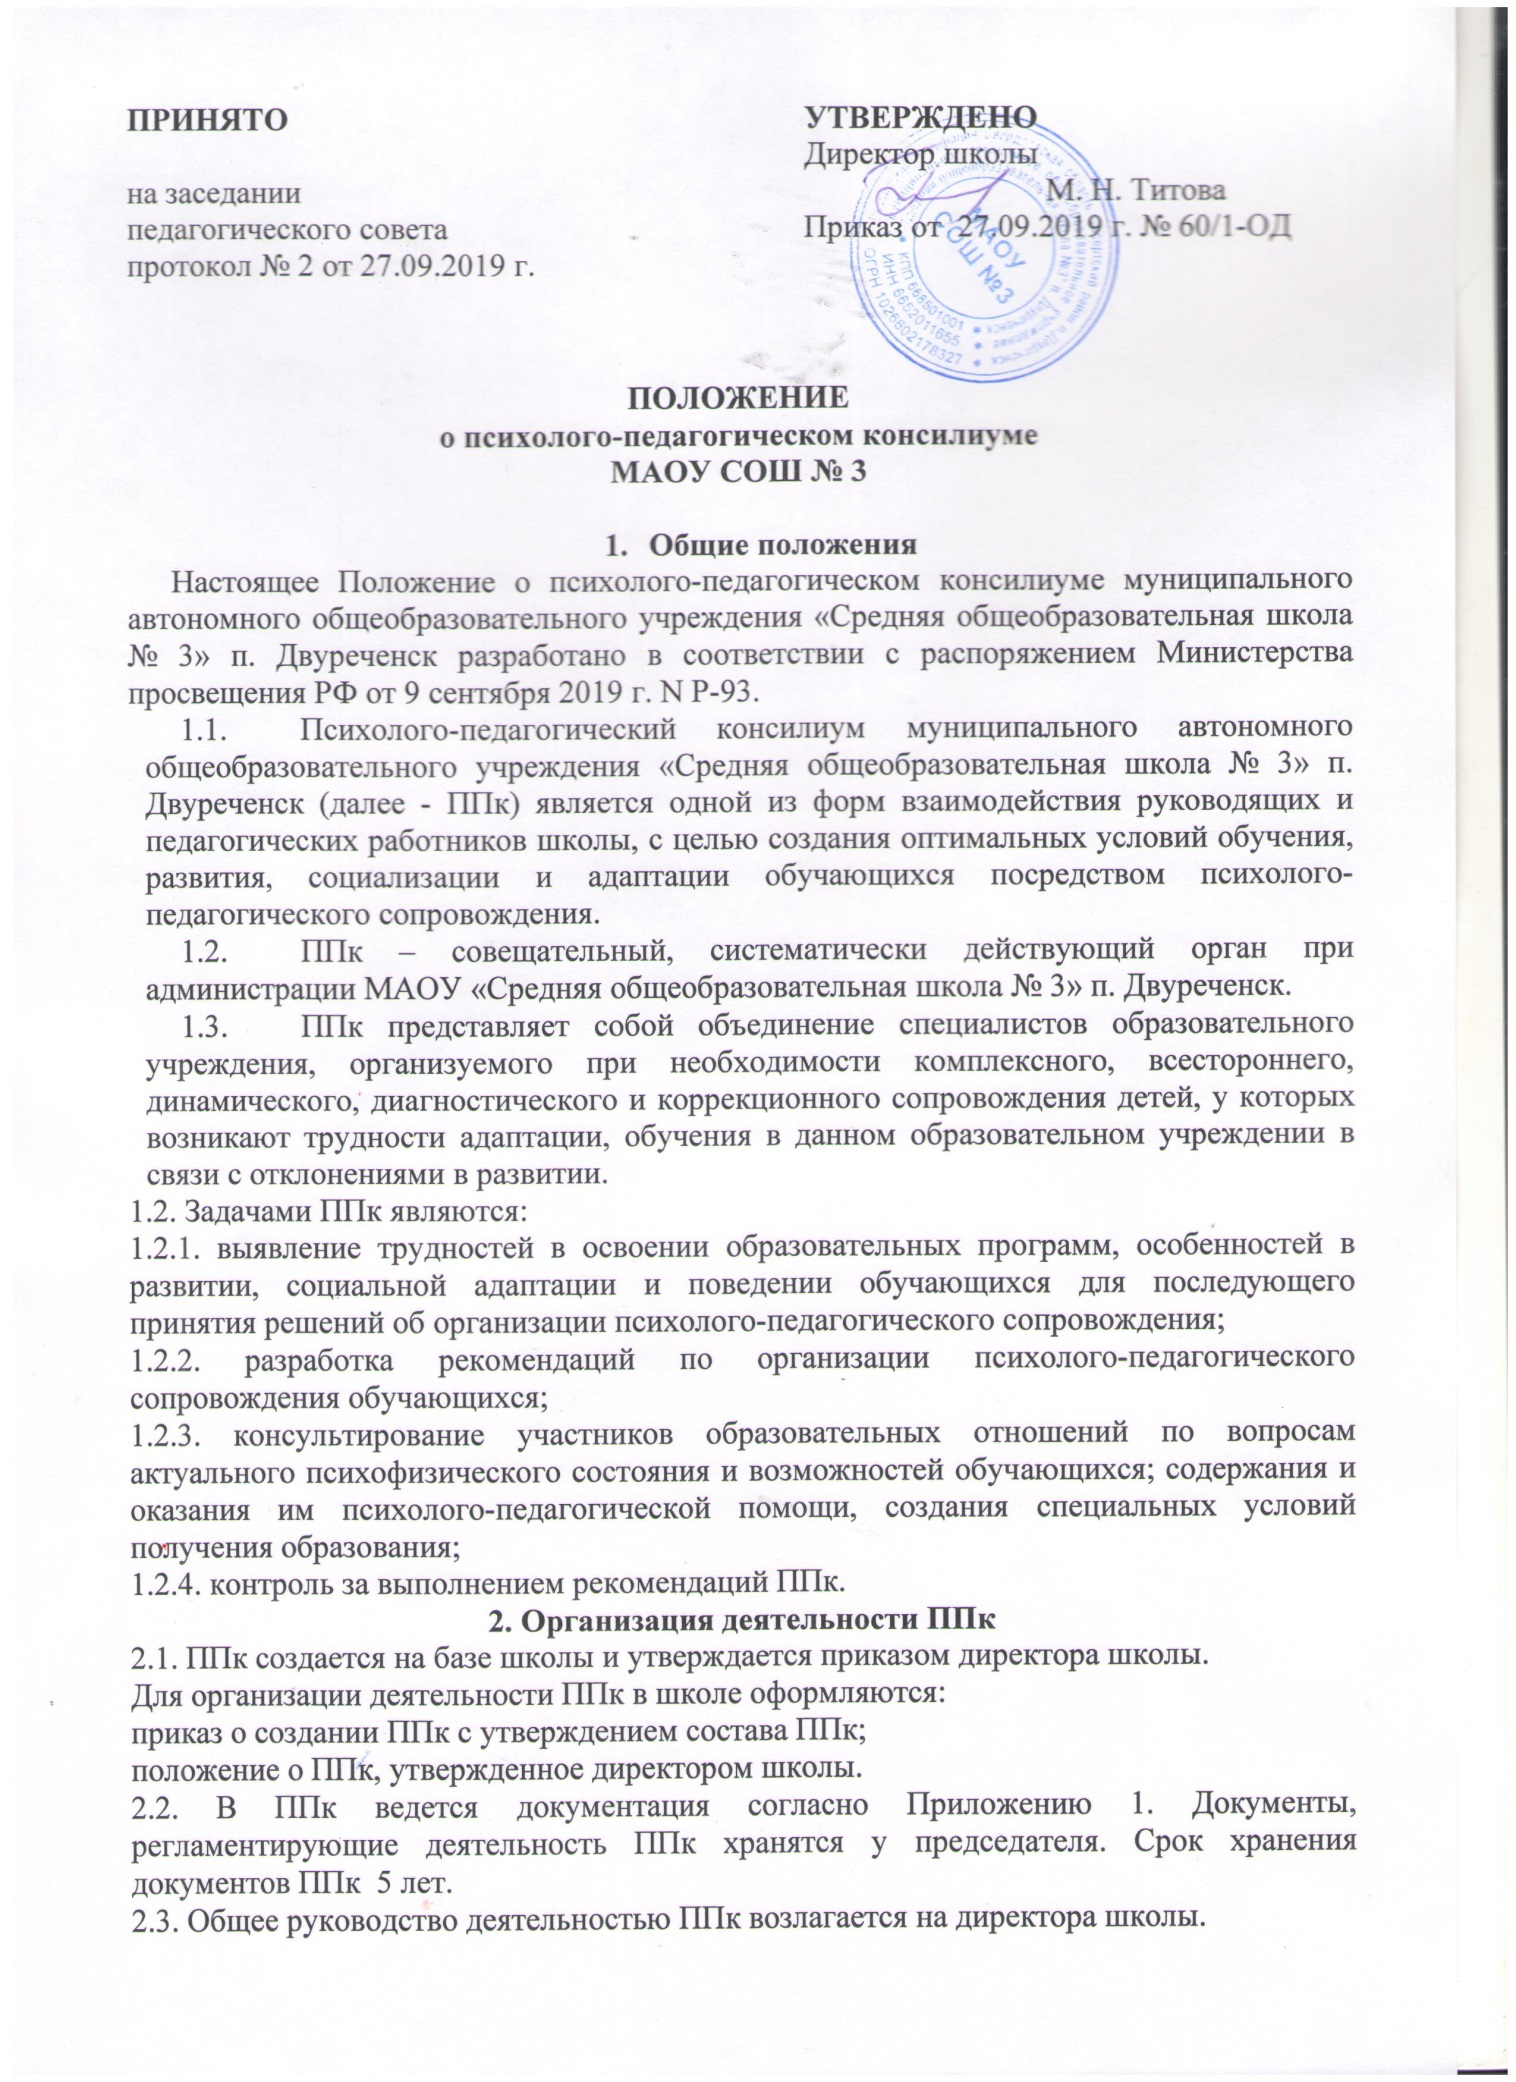 ПРИНЯТО
на заседании
педагогического совета
протокол № 2 от 27.09.2019 г.
УТВЕРЖДЕНО
Директор школы
М. Н. Титова
Приказ от 27.09.2019 г. № 60/1-ОД
МАОУ
СОШ №3
КПП 668501001
ИНН 6652011655
ОГРН 1026602178327
ПОЛОЖЕНИЕ
о психолого-педагогическом консилиуме
МАОУ СОШ № 3
1. Общие положения
Настоящее Положение о психолого-педагогическом консилиуме муниципального
автономного общеобразовательного учреждения «Средняя общеобразовательная школа
№ 3» п. Двуреченск разработано в соответствии с распоряжением Министерства
просвещения РФ от 9 сентября 2019 г. N Р-93.
1.1. Психолого-педагогический консилиум муниципального автономного
общеобразовательного учреждения «Средняя общеобразовательная школа № 3» п.
Двуреченск (далее - ППк) является одной из форм взаимодействия руководящих и
педагогических работников школы, с целью создания оптимальных условий обучения,
развития, социализации и адаптации обучающихся посредством психолого-
педагогического сопровождения.
1.2. ППк – совещательный, систематически действующий орган при
администрации МАОУ «Средняя общеобразовательная школа № 3» п. Двуреченск.
1.3. ППк представляет собой объединение специалистов образовательного
учреждения, организуемого при необходимости комплексного, всестороннего,
динамического, диагностического и коррекционного сопровождения детей, у которых
возникают трудности адаптации, обучения в данном образовательном учреждении в
связи с отклонениями в развитии.
1.2. Задачами ППк являются:
1.2.1. выявление трудностей в освоении образовательных программ, особенностей в
развитии, социальной адаптации и поведении обучающихся для последующего
принятия решений об организации психолого-педагогического сопровождения;
1.2.2. разработка рекомендаций по организации психолого-педагогического
сопровождения обучающихся;
1.2.3. консультирование участников образовательных отношений по вопросам
актуального психофизического состояния и возможностей обучающихся; содержания и
оказания им психолого-педагогической помощи, создания специальных условий
получения образования;
1.2.4. контроль за выполнением рекомендаций ППк.
2. Организация деятельности ППк
2.1. ППк создается на базе школы и утверждается приказом директора школы.
Для организации деятельности ППк в школе оформляются:
приказ о создании ППк с утверждением состава ППк;
положение о ППк, утвержденное директором школы.
2.2. В ППк ведется документация согласно Приложению 1. Документы,
регламентирующие деятельность ППк хранятся у председателя. Срок хранения
документов ППк 5 лет.
2.3. Общее руководство деятельностью ППк возлагается на директора школы.